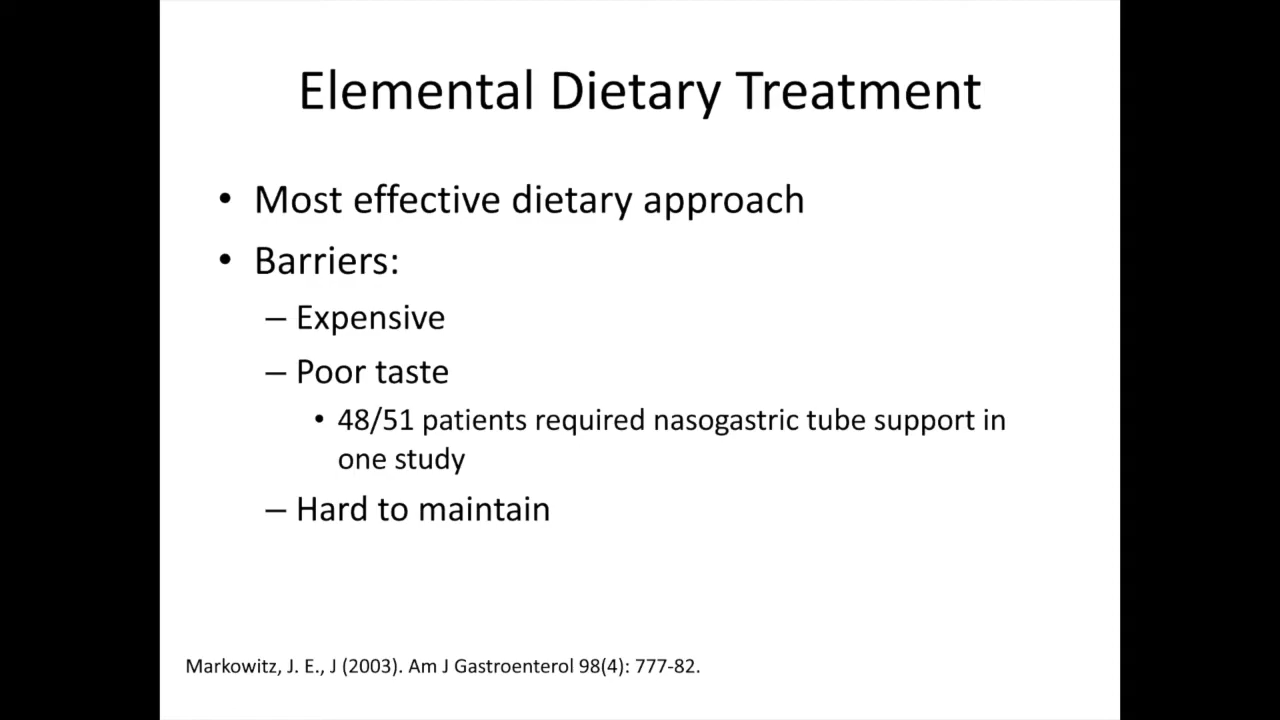 Elemental Dietary Treatment
• Most effective dietary approach
• Barriers:
– Expensive
– Poor taste
• 48/51 patients required nasogastric tube support in
one study
– Hard to maintain
Markowitz, J. E., J (2003). Am J Gastroenterol 98(4): 777-82.